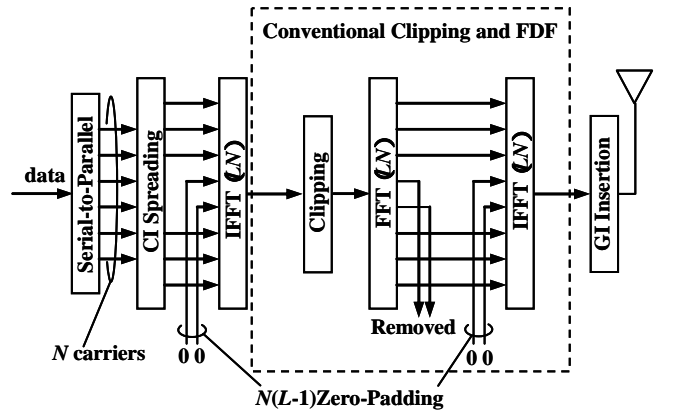 Conventional Clipping and FDF
data
Serial-to-Parallel
CI Spreading
IFFT (LN)
Clipping
FFT (LN)
IFFT (LN)
GI Insertion
Removed
N carriers
0 0
0 0
N(L-1)Zero-Padding